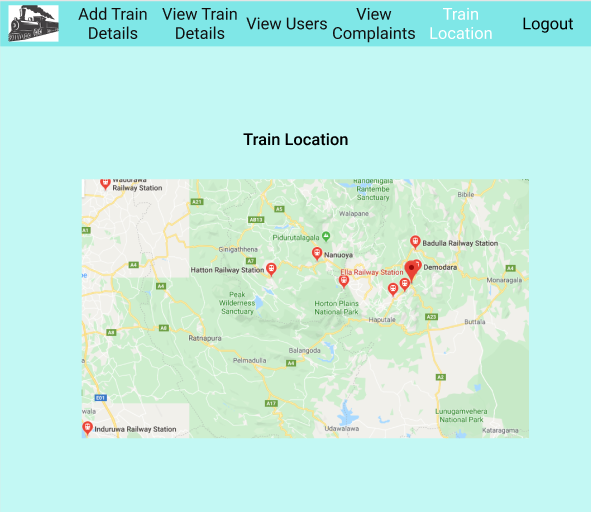 Add Train
Details
View Train
Details
View Users
View
Complaints
Train
Location
Logout
Train Location
Wadurawa
Railway Station
Randenigala
Rantembe
Sanctuary
Bibile
A21
A5
AB13
Walapane
Pidurutalagala
Badulla Railway Station
Ginigathhena
Nanuoya
A7
Hatton Railway Station
Ella Railway Station
Demodara
A4
Monaragala
A4
Peak
Wilderness
Sanctuary
Horton Plains
National Park
Haputale
A23
Buttala
A4
A8
Ratnapura
Balangoda
Pelmadulla
A4
A2
E01
A17
wala
Lunugamvehera
National Park
Induruwa Railway Station
Udawalawa
Kataragama